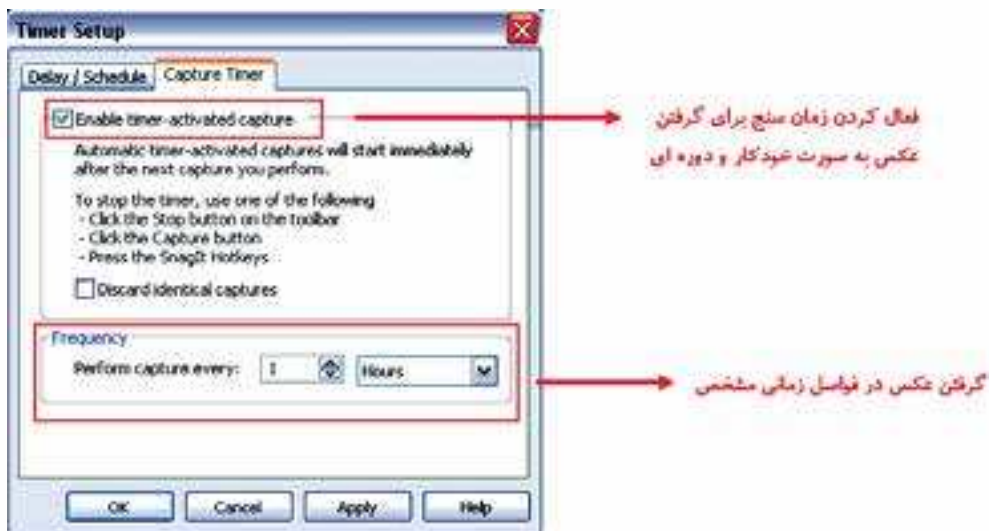 Timer Setup
Delay / Schedule
Capture Timer
Enable timer-activated capture
Automatic timer-activated captures will start immediately
after the next capture you perform.
To stop the timer, use one of the following
- Click the Stop button on the toolbar
- Click the Capture button
- Press the SnagIt Hotkeys
Discard identical captures
Frequency
Perform capture every: 1 Hours
OK Cancel Apply Help
فعال کردن زمان سنج برای گرفتن
عکس به صورت خودکار و دوره ای
گرفتن عکس در فواصل زمانی مشخص